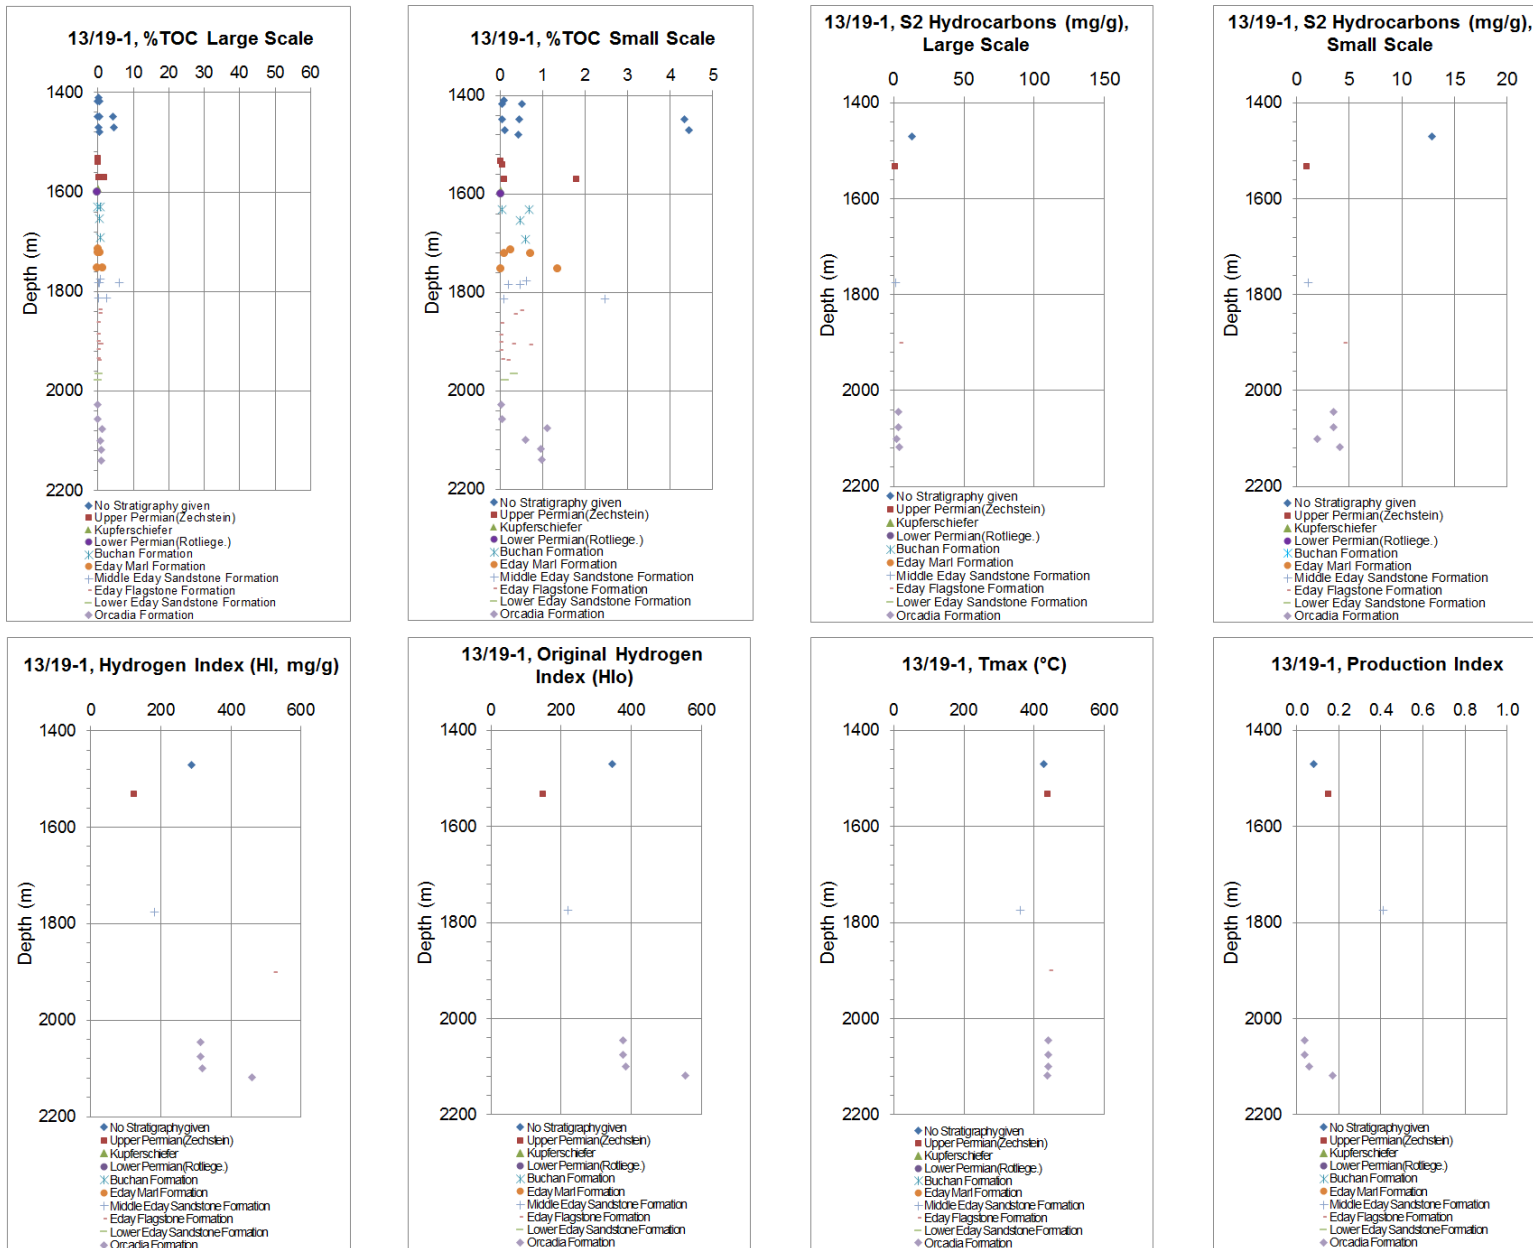 13/19-1, %TOC Large Scale
0 10 20 30 40 50 60
1400
1600
1800
2000
2200
Depth (m)
No Stratigraphy given
Upper Permian(Zechstein)
Kupferschiefer
Lower Permian(Rotliege.)
Buchan Formation
Eday Marl Formation
Middle Eday Sandstone Formation
Eday Flagstone Formation
Lower Eday Sandstone Formation
Orcadia Formation
13/19-1, %TOC Small Scale
0 1 2 3 4 5
1400
1600
1800
2000
2200
Depth (m)
No Stratigraphy given
Upper Permian(Zechstein)
Kupferschiefer
Lower Permian(Rotliege.)
Buchan Formation
Eday Marl Formation
Middle Eday Sandstone Formation
Eday Flagstone Formation
Lower Eday Sandstone Formation
Orcadia Formation
13/19-1, S2 Hydrocarbons (mg/g),
Large Scale
0 50 100 150
1400
1600
1800
2000
2200
Depth (m)
No Stratigraphy given
Upper Permian(Zechstein)
Kupferschiefer
Lower Permian(Rotliege.)
Buchan Formation
Eday Marl Formation
Middle Eday Sandstone Formation
Eday Flagstone Formation
Lower Eday Sandstone Formation
Orcadia Formation
13/19-1, S2 Hydrocarbons (mg/g),
Small Scale
0 5 10 15 20
1400
1600
1800
2000
2200
Depth (m)
No Stratigraphy given
Upper Permian(Zechstein)
Kupferschiefer
Lower Permian(Rotliege.)
Buchan Formation
Eday Marl Formation
Middle Eday Sandstone Formation
Eday Flagstone Formation
Lower Eday Sandstone Formation
Orcadia Formation
13/19-1, Hydrogen Index (HI, mg/g)
0 200 400 600
1400
1600
1800
2000
2200
Depth (m)
No Stratigraphy given
Upper Permian(Zechstein)
Kupferschiefer
Lower Permian(Rotliege.)
Buchan Formation
Eday Marl Formation
Middle Eday Sandstone Formation
Eday Flagstone Formation
Lower Eday Sandstone Formation
Orcadia Formation
13/19-1, Original Hydrogen
Index (HIo)
0 200 400 600
1400
1600
1800
2000
2200
Depth (m)
No Stratigraphy given
Upper Permian(Zechstein)
Kupferschiefer
Lower Permian(Rotliege.)
Buchan Formation
Eday Marl Formation
Middle Eday Sandstone Formation
Eday Flagstone Formation
Lower Eday Sandstone Formation
Orcadia Formation
13/19-1, Tmax (°C)
0 200 400 600
1400
1600
1800
2000
2200
Depth (m)
No Stratigraphy given
Upper Permian(Zechstein)
Kupferschiefer
Lower Permian(Rotliege.)
Buchan Formation
Eday Marl Formation
Middle Eday Sandstone Formation
Eday Flagstone Formation
Lower Eday Sandstone Formation
Orcadia Formation
13/19-1, Production Index
0.0 0.2 0.4 0.6 0.8 1.0
1400
1600
1800
2000
2200
Depth (m)
No Stratigraphy given
Upper Permian(Zechstein)
Kupferschiefer
Lower Permian(Rotliege.)
Buchan Formation
Eday Marl Formation
Middle Eday Sandstone Formation
Eday Flagstone Formation
Lower Eday Sandstone Formation
Orcadia Formation